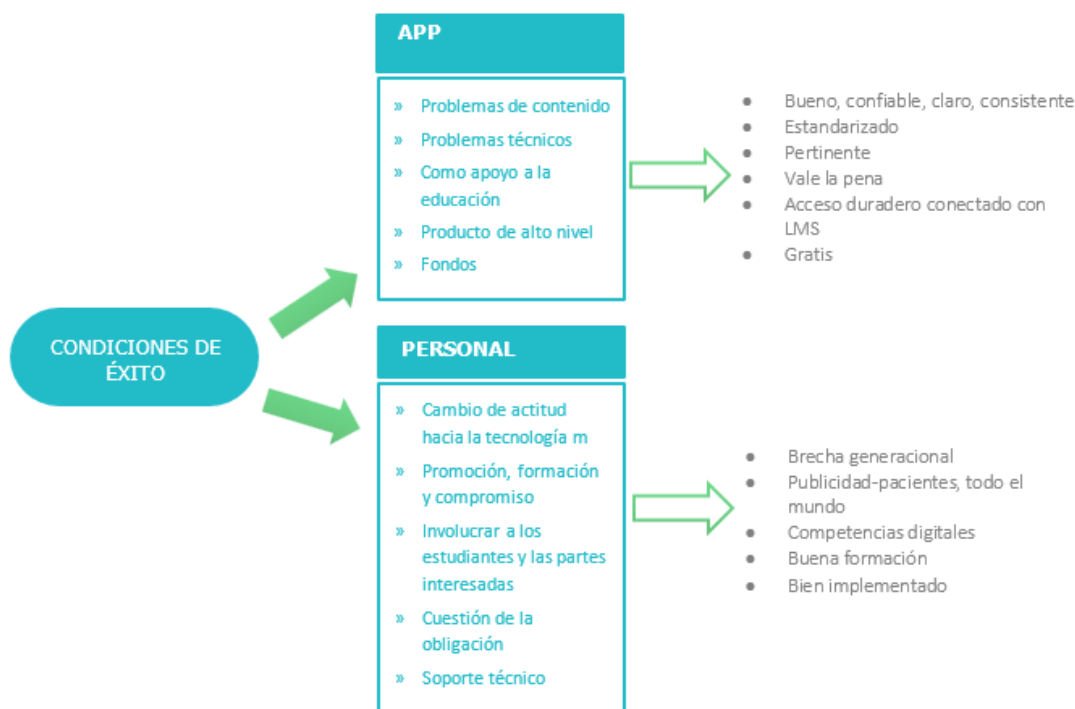 APP
» Problemas de contenido
» Problemas técnicos
» Como apoyo a la
educación
» Producto de alto nivel
» Fondos
● Bueno, confiable, claro, consistente
● Estandarizado
● Pertinente
● Vale la pena
● Acceso duradero conectado con
LMS
● Gratis
CONDICIONES DE
ÉXITO
PERSONAL
» Cambio de actitud
hacia la tecnología m
» Promoción, formación
y compromiso
» Involucrar a los
estudiantes y las partes
interesadas
» Cuestión de la
obligación
» Soporte técnico
● Brecha generacional
● Publicidad-pacientes, todo el
mundo
● Competencias digitales
● Buena formación
● Bien implementado